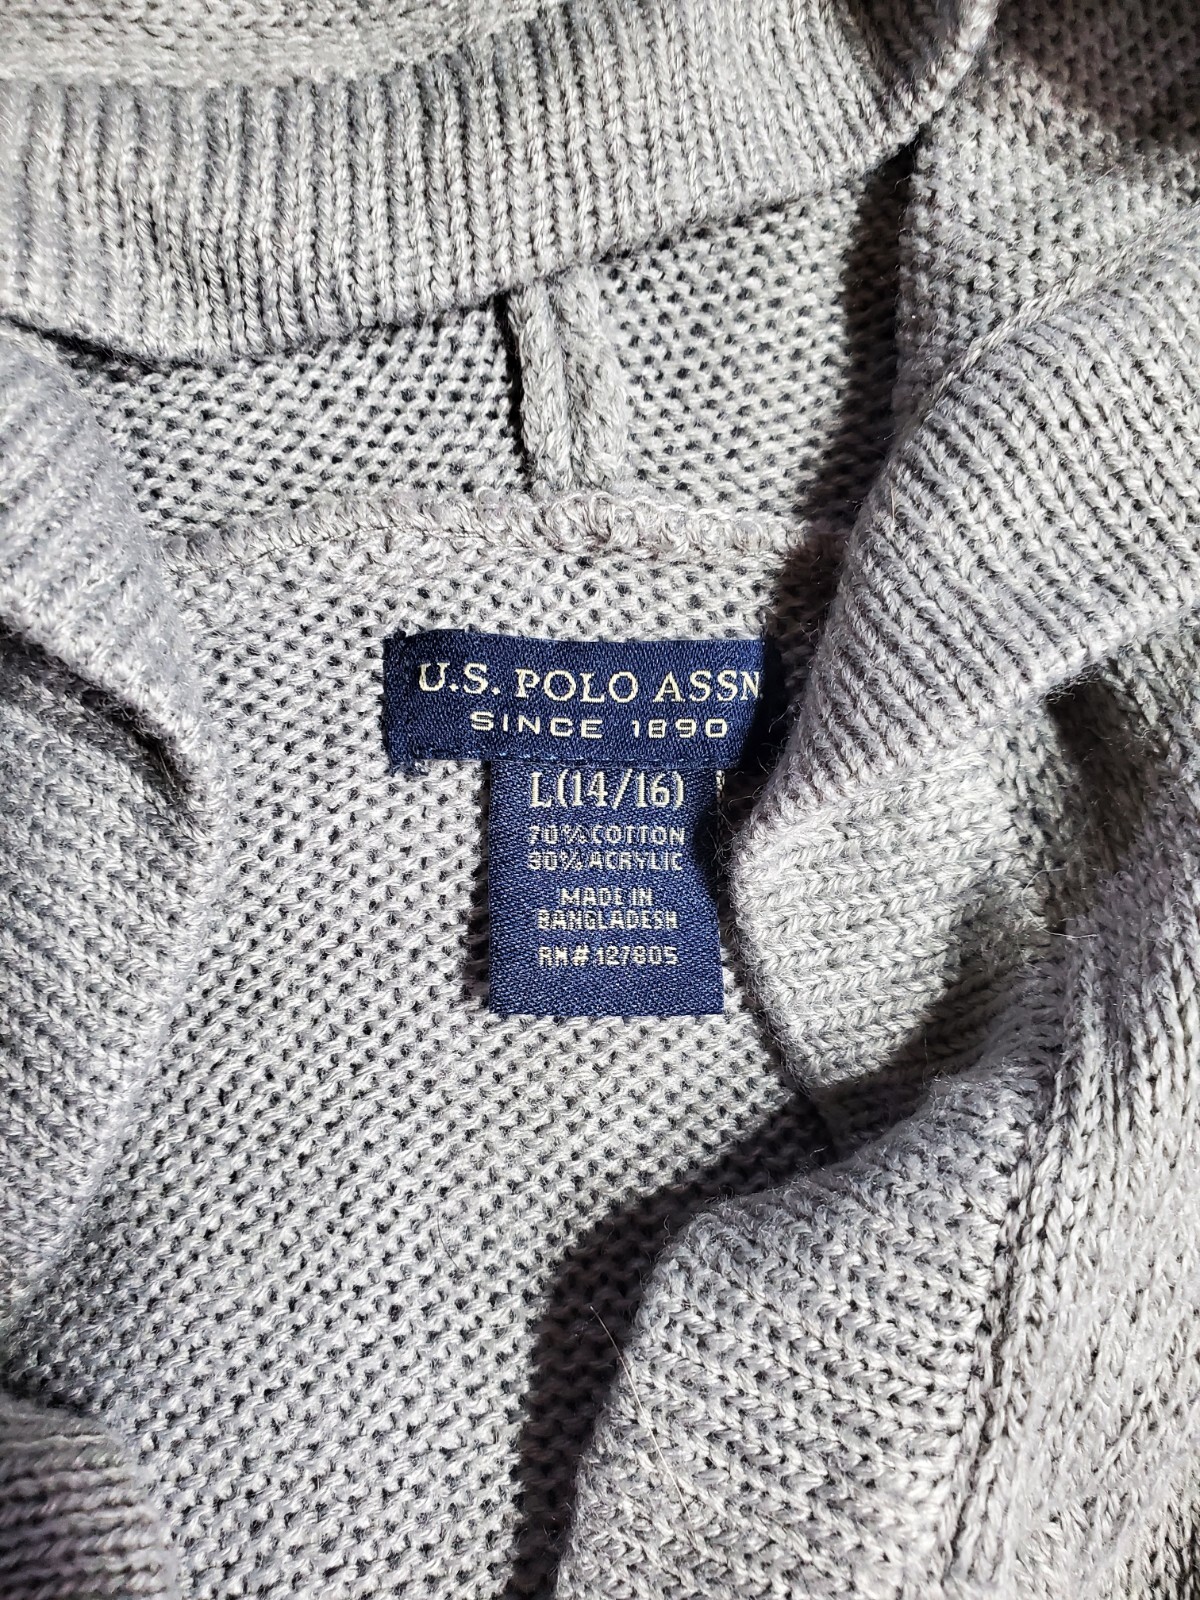 U.S. POLO ASSN.
SINCE 1890
L(14/16)
70% COTTON
30% ACRYLIC
MADE IN
BANGLADESH
RN# 127805